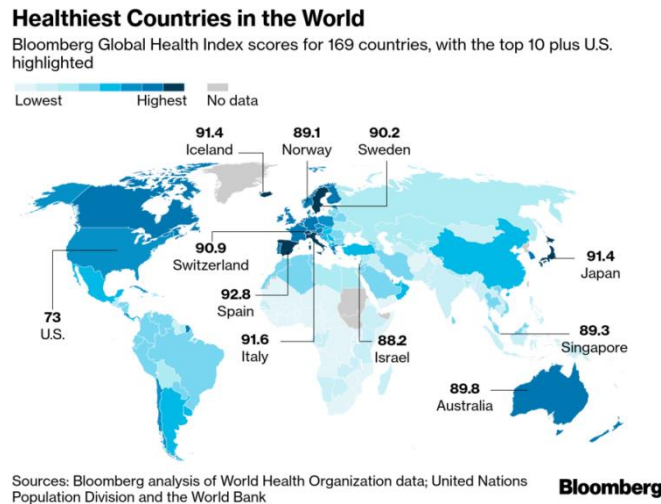 Healthiest Countries in the World
Bloomberg Global Health Index scores for 169 countries, with the top 10 plus U.S.
highlighted
Lowest Highest No data
91.4
Iceland
89.1
Norway
90.2
Sweden
90.9
Switzerland
91.4
Japan
92.8
Spain
73
U.S.
91.6
Italy
88.2
Israel
89.3
Singapore
89.8
Australia
Sources: Bloomberg analysis of World Health Organization data; United Nations
Population Division and the World Bank
Bloomberg